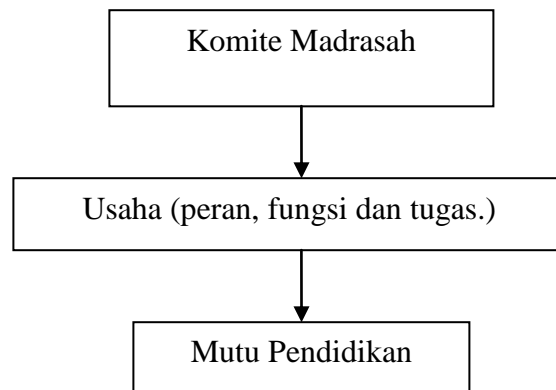 Komite Madrasah
Usaha (peran, fungsi dan tugas.)
Mutu Pendidikan